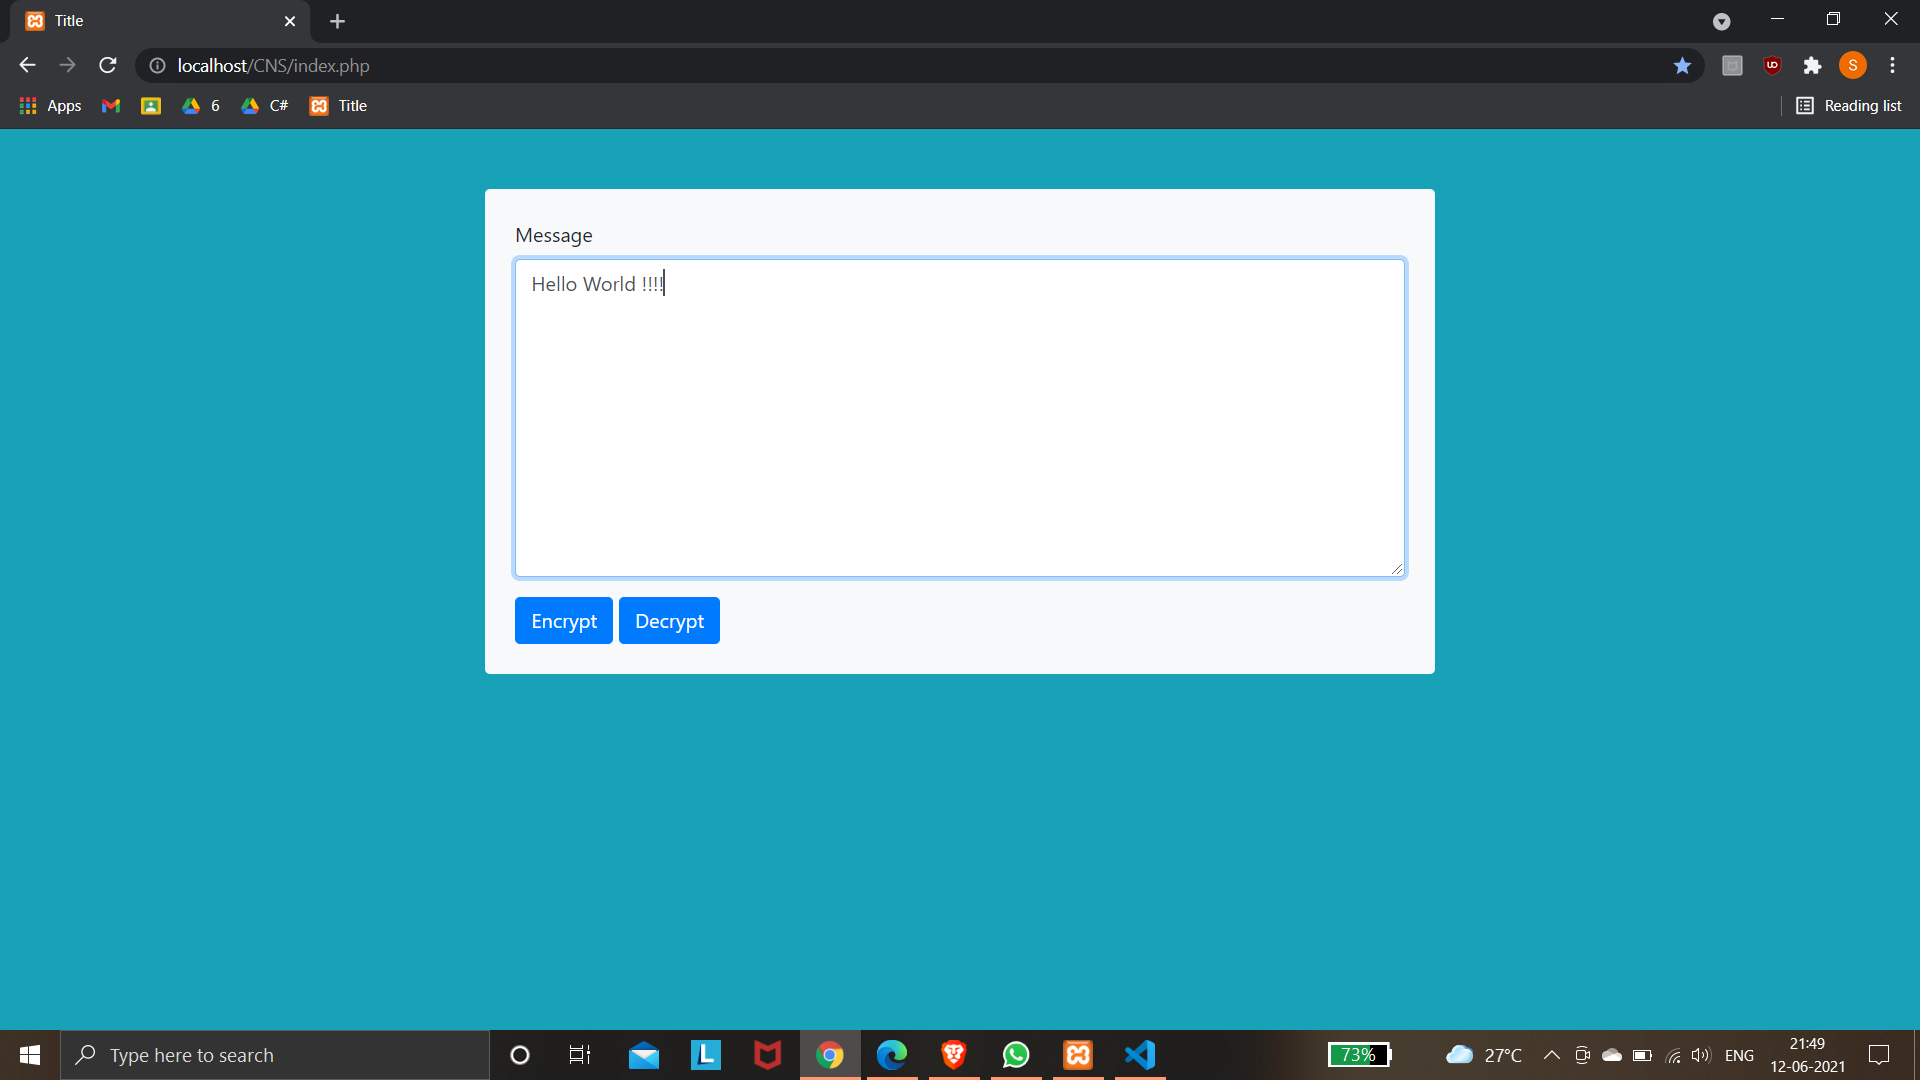 Title
localhost/CNS/index.php
S
Apps
6
C#
Title
Reading list
Message
Hello World !!!!
Encrypt
Decrypt
Type here to search
L
73%
27°C
ENG
21:49
12-06-2021